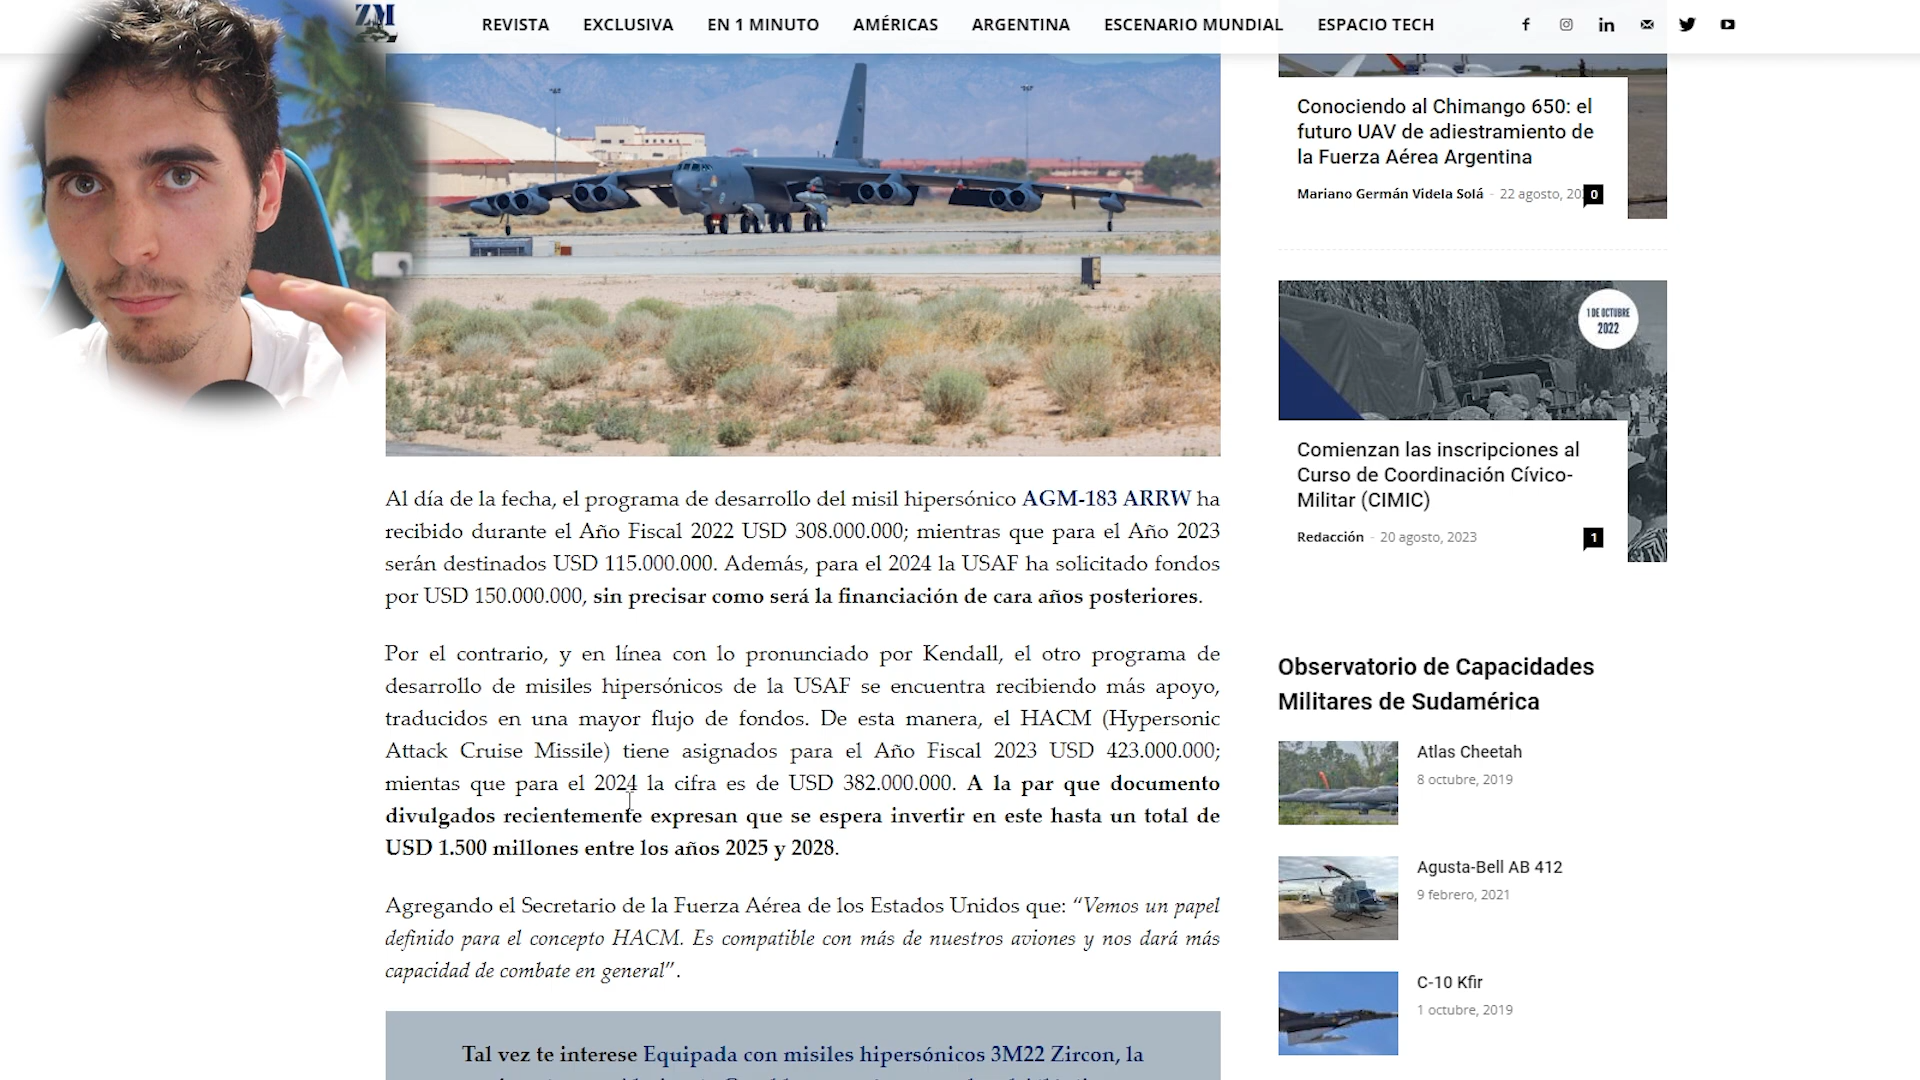 ZM
REVISTA
EXCLUSIVA
EN 1 MINUTO
AMÉRICAS
ARGENTINA
ESCENARIO MUNDIAL
ESPACIO TECH
Al día de la fecha, el programa de desarrollo del misil hipersónico AGM-183 ARRW ha
recibido durante el Año Fiscal 2022 USD 308.000.000; mientras que para el Año 2023
serán destinados USD 115.000.000. Además, para el 2024 la USAF ha solicitado fondos
por USD 150.000.000, sin precisar como será la financiación de cara años posteriores.
Por el contrario, y en línea con lo pronunciado por Kendall, el otro programa de
desarrollo de misiles hipersónicos de la USAF se encuentra recibiendo más apoyo,
traducidos en una mayor flujo de fondos. De esta manera, el HACM (Hypersonic
Attack Cruise Missile) tiene asignados para el Año Fiscal 2023 USD 423.000.000;
mientas que para el 2024 la cifra es de USD 382.000.000. A la par que documento
divulgados recientemente expresan que se espera invertir en este hasta un total de
USD 1.500 millones entre los años 2025 y 2028.
Agregando el Secretario de la Fuerza Aérea de los Estados Unidos que: “Vemos un papel
definido para el concepto HACM. Es compatible con más de nuestros aviones y nos dará más
capacidad de combate en general”.
Tal vez te interese Equipada con misiles hipersónicos 3M22 Zircon, la
Conociendo al Chimango 650: el
futuro UAV de adiestramiento de
la Fuerza Aérea Argentina
Mariano Germán Videla Solá - 22 agosto, 20
0
1 DE OCTUBRE
2022
Comienzan las inscripciones al
Curso de Coordinación Cívico-
Militar (CIMIC)
Redacción - 20 agosto, 2023
1
Observatorio de Capacidades
Militares de Sudamérica
Atlas Cheetah
8 octubre, 2019
Agusta-Bell AB 412
9 febrero, 2021
C-10 Kfir
1 octubre, 2019